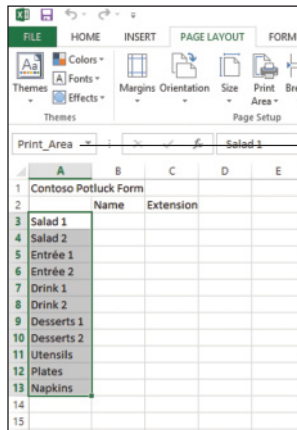 FILE HOME INSERT PAGE LAYOUT FORM
Aa Colors
A Fonts
Effects
Themes Margins Orientation Size Print Area Bre
Themes Page Setup
Print_Area fx Salad 1
A B C D E
1 Contoso Potluck Form
2 Name Extension
3 Salad 1
4 Salad 2
5 Entrée 1
6 Entrée 2
7 Drink 1
8 Drink 2
9 Desserts 1
10 Desserts 2
11 Utensils
12 Plates
13 Napkins
14
15